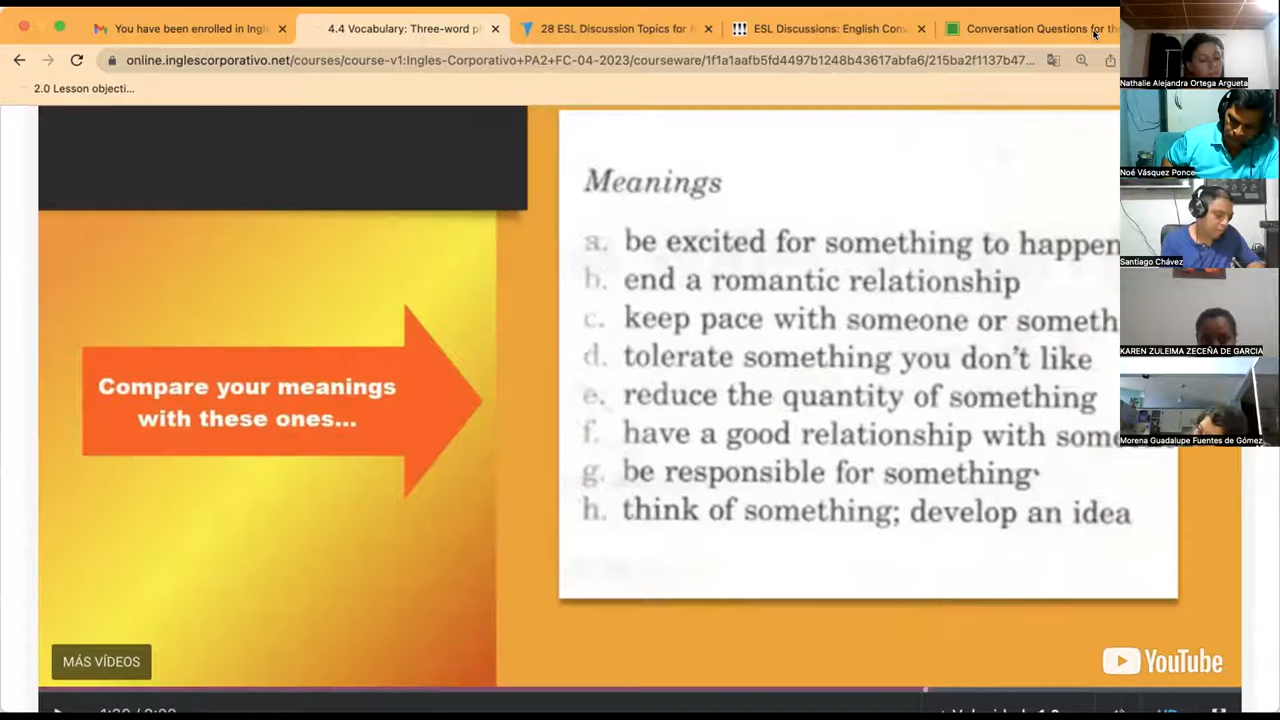 You have been enrolled in Ingle
4.4 Vocabulary: Three-word p
28 ESL Discussion Topics for
ESL Discussions: English Con
Conversation Questions for the
online.inglescorporativo.net/courses/course-v1:Ingles-Corporativo+PA2+FC-04-2023/courseware/1f1a1aafb5fd4497b1248b43617abfa6/215ba2f1137b47...
2.0 Lesson objecti...
Meanings
a. be excited for something to happen
b. end a romantic relationship
c. keep pace with someone or someth
d. tolerate something you don't like
e. reduce the quantity of something
f. have a good relationship with some
g. be responsible for something
h. think of something; develop an idea
Compare your meanings
with these ones...
MÁS VÍDEOS
YouTube
Nathalie Alejandra Ortega Argueta
Noé Vásquez Ponce
Santiago Chávez
KAREN ZULEIMA ZECEÑA DE GARCIA
Morena Guadalupe Fuentes de Gómez